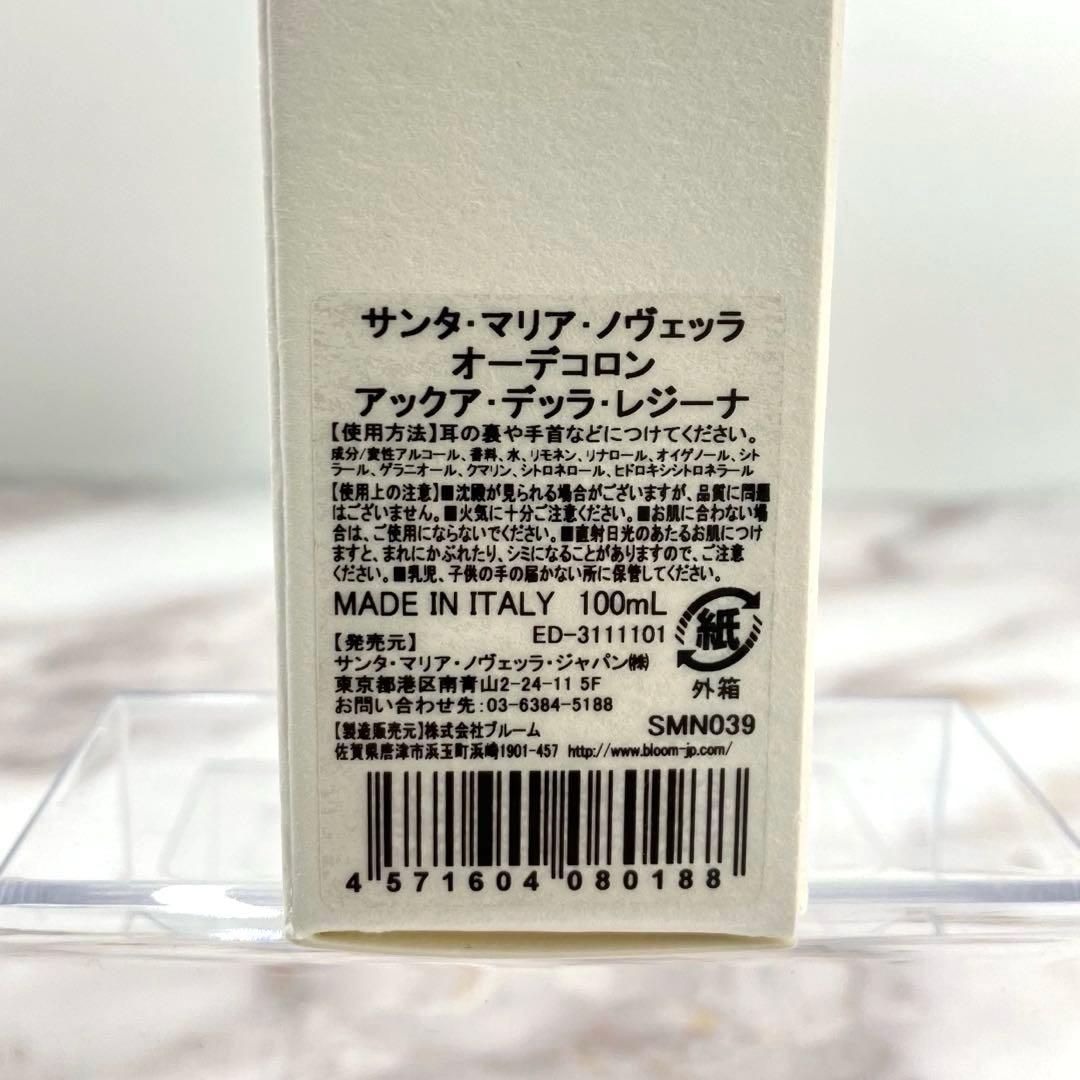 サンタ・マリア・ノヴェッラ
オーデコロン
アックア・デッラ・レジーナ
【使用方法】耳の裏や手首などにつけてください。
成分/変性アルコール、香料、水、リモネン、リナロール、オイゲノール、シト
ラール、ゲラニオール、クマリン、シトロネロール、ヒドロキシシトロネラール
【使用上の注意】■沈殿が見られる場合がございますが、品質に問題
はございません。■火気に十分ご注意ください。■お肌に合わない場
合は、ご使用にならないでください。■直射日光のあたるお肌につけ
ますと、まれにかぶれたり、シミになることがありますので、ご注意
ください。■乳児、子供の手の届かない所に保管してください。
MADE IN ITALY 100mL
ED-3111101
紙
外箱
【発売元】
サンタ・マリア・ノヴェッラ・ジャパン㈱
東京都港区南青山2-24-11 5F
お問い合わせ先:03-6384-5188
SMN039
【製造販売元】株式会社ブルーム
佐賀県唐津市浜玉町浜崎1901-457 http://www.bloom-jp.com/
4 571604 080188